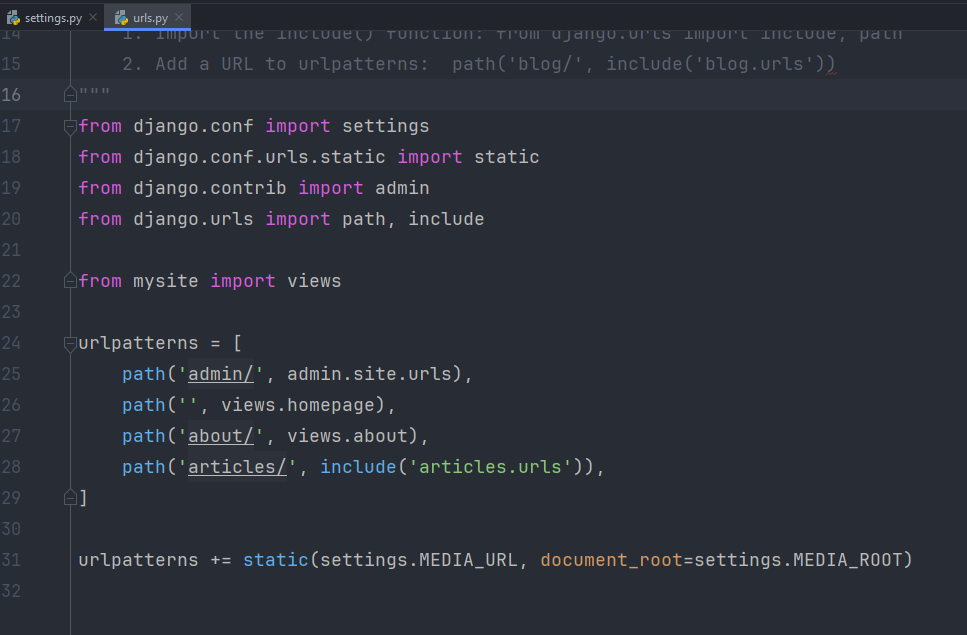 settings.py urls.py
14 1. Import the include() function: from django.urls import include, path
15 2. Add a URL to urlpatterns:  path('blog/', include('blog.urls'))
16 """
17 from django.conf import settings
18 from django.conf.urls.static import static
19 from django.contrib import admin
20 from django.urls import path, include
21
22 from mysite import views
23
24 urlpatterns = [
25     path('admin/', admin.site.urls),
26     path('', views.homepage),
27     path('about/', views.about),
28     path('articles/', include('articles.urls')),
29 ]
30
31 urlpatterns += static(settings.MEDIA_URL, document_root=settings.MEDIA_ROOT)
32